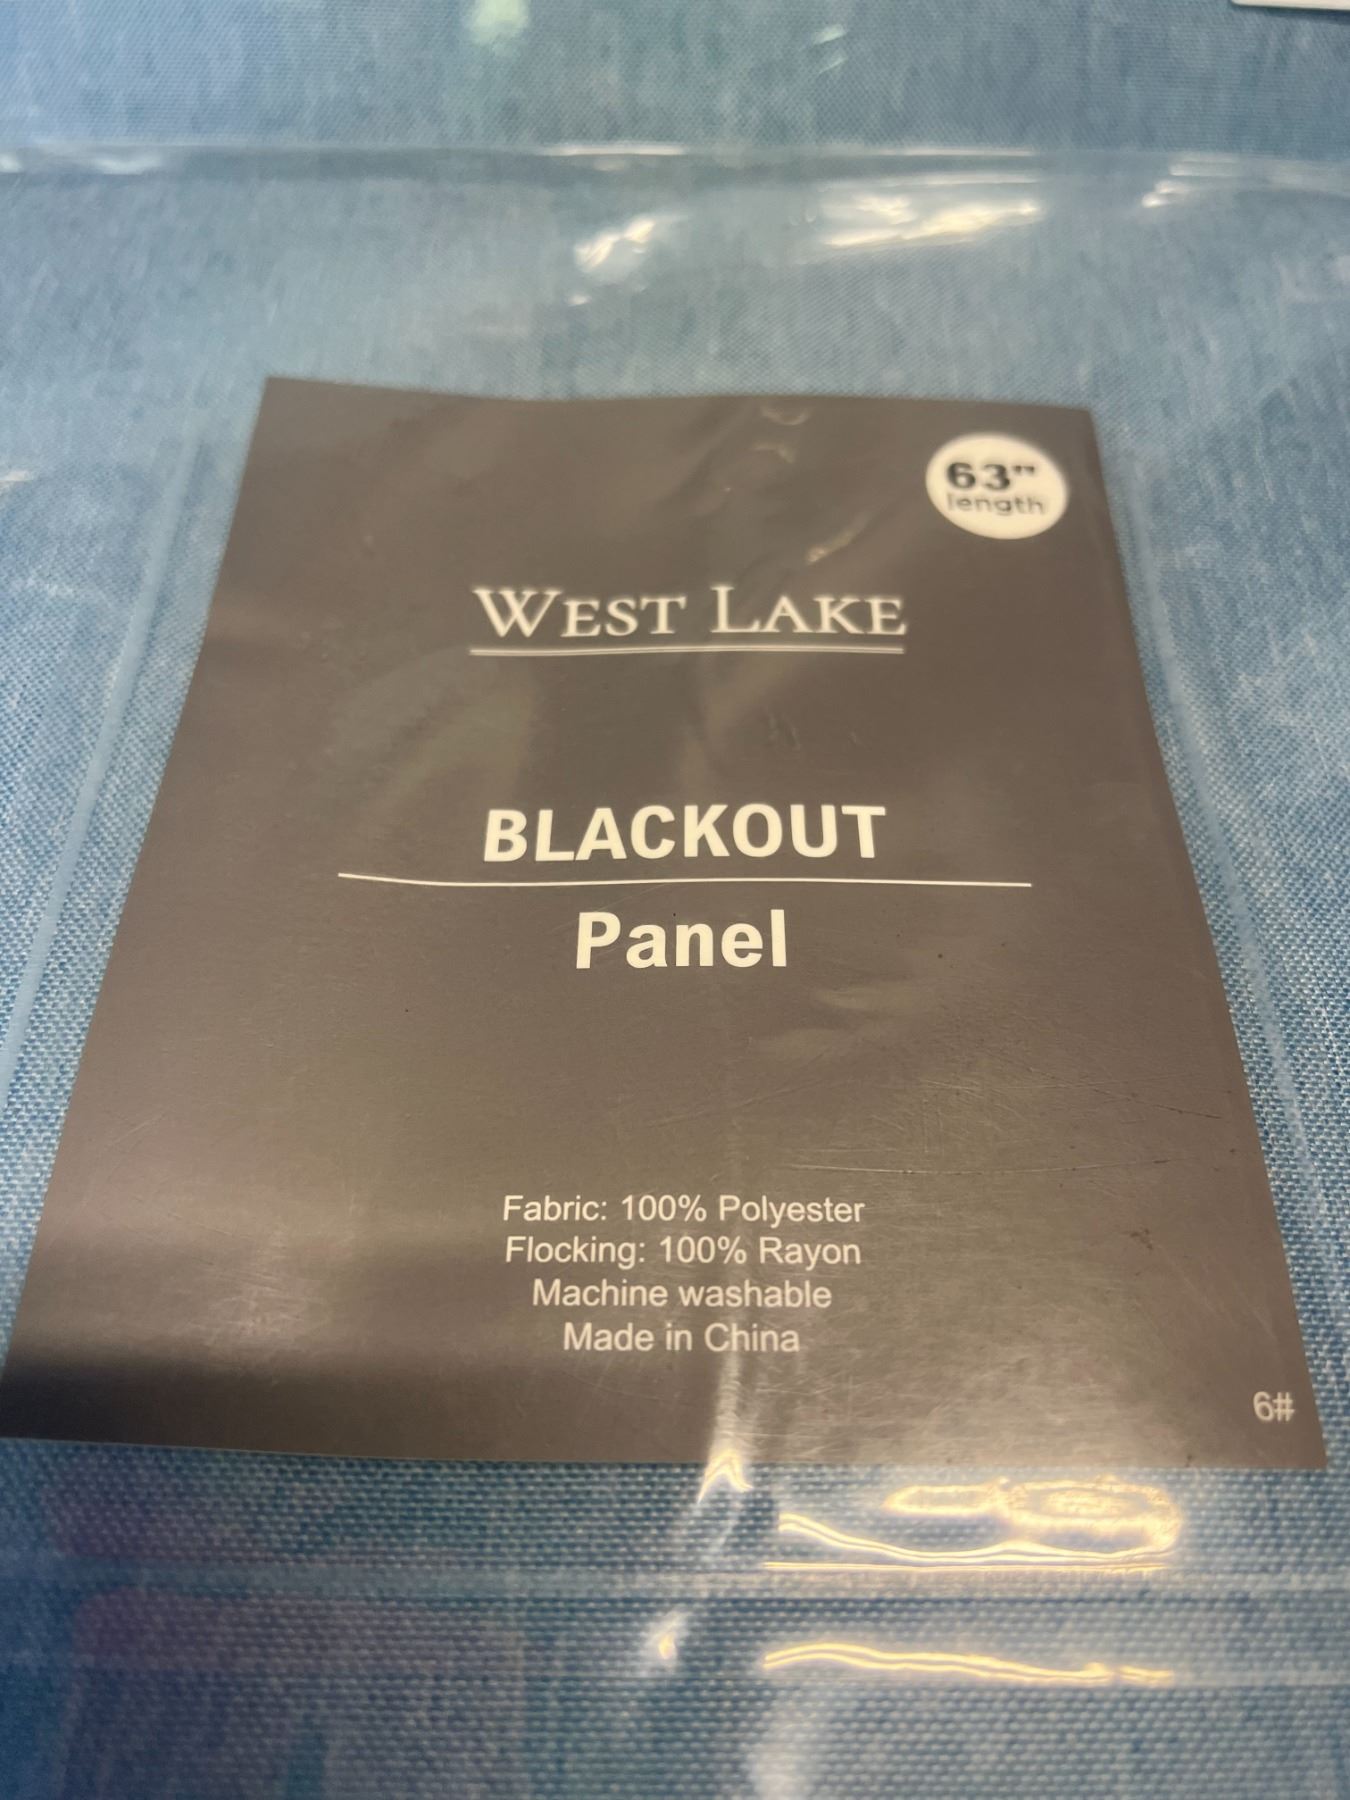 63"
length
WEST LAKE
BLACKOUT
Panel
Fabric: 100% Polyester
Flocking: 100% Rayon
Machine washable
Made in China
6#